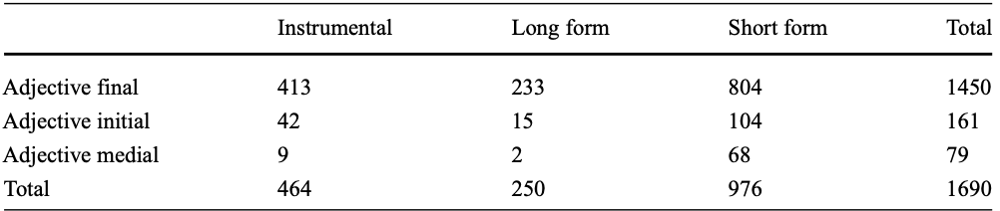 Instrumental Long form Short form Total
Adjective final 413 233 804 1450
Adjective initial 42 15 104 161
Adjective medial 9 2 68 79
Total 464 250 976 1690